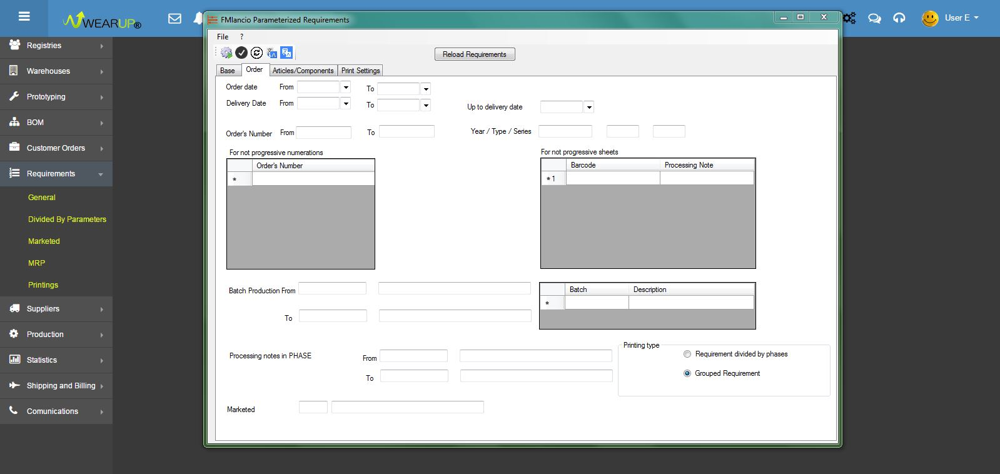 WEARUP®
FMlancio Parameterized Requirements
User E
File ?
Reload Requirements
Base Order Articles/Components Print Settings
Registries
Warehouses
Prototyping
BOM
Customer Orders
Requirements
General
Divided By Parameters
Marketed
MRP
Printings
Suppliers
Production
Statistics
Shipping and Billing
Comunications
Order date From To
Delivery Date From To
Up to delivery date
Order's Number From To
Year / Type / Series
For not progressive numerations
Order's Number
*
For not progressive sheets
Barcode Processing Note
* 1
Batch Production From
To
Batch Description
*
Processing notes in PHASE From
To
Printing type
Requirement divided by phases
Grouped Requirement
Marketed